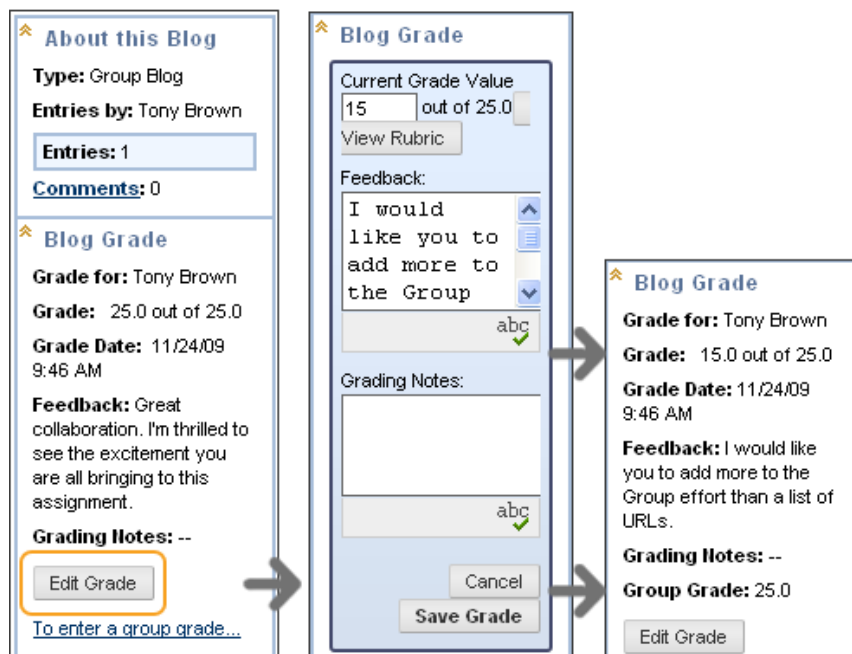 About this Blog
Type: Group Blog
Entries by: Tony Brown
Entries: 1
Comments: 0
Blog Grade
Grade for: Tony Brown
Grade: 25.0 out of 25.0
Grade Date: 11/24/09
9:46 AM
Feedback: Great
collaboration. I'm thrilled to
see the excitement you
are all bringing to this
assignment.
Grading Notes: --
Edit Grade
To enter a group grade...
Blog Grade
Current Grade Value
15 out of 25.0
View Rubric
Feedback:
I would
like you to
add more to
the Group
abc
Grading Notes:
abc
Cancel
Save Grade
Blog Grade
Grade for: Tony Brown
Grade: 15.0 out of 25.0
Grade Date: 11/24/09
9:46 AM
Feedback: I would like
you to add more to the
Group effort than a list of
URLs.
Grading Notes: --
Group Grade: 25.0
Edit Grade